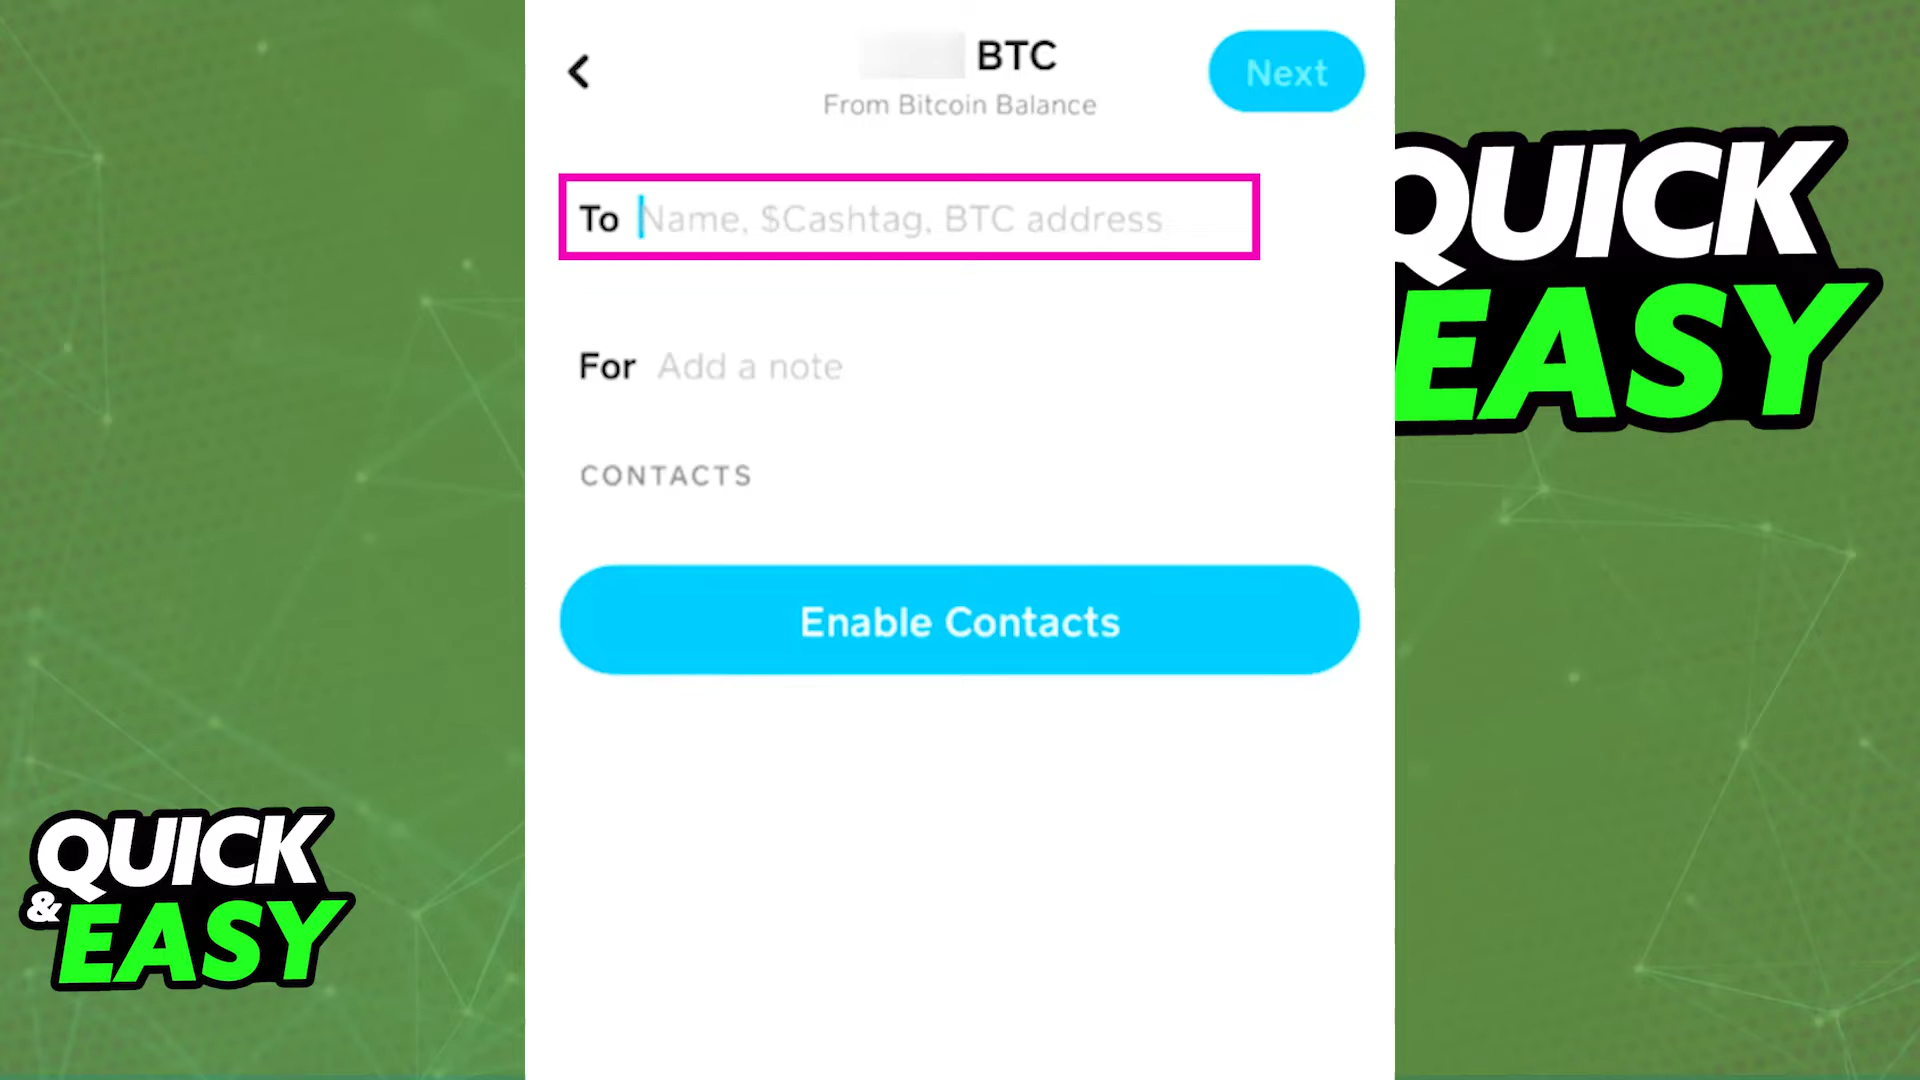 BTC
From Bitcoin Balance
Next
To Name, $Cashtag, BTC address
For Add a note
CONTACTS
Enable Contacts
QUICK
EASY
QUICK
& EASY